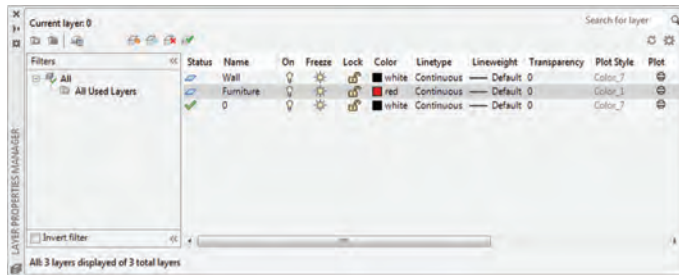 Current layer: 0
Search for layer
Filters
Status Name On Freeze Lock Color Linetype Lineweight Transparency Plot Style Plot
All
All Used Layers
Wall white Continuous Default 0 Color_7
Furniture red Continuous Default 0 Color_1
0 white Continuous Default 0 Color_7
Invert filter
All: 3 layers displayed of 3 total layers
LAYER PROPERTIES MANAGER